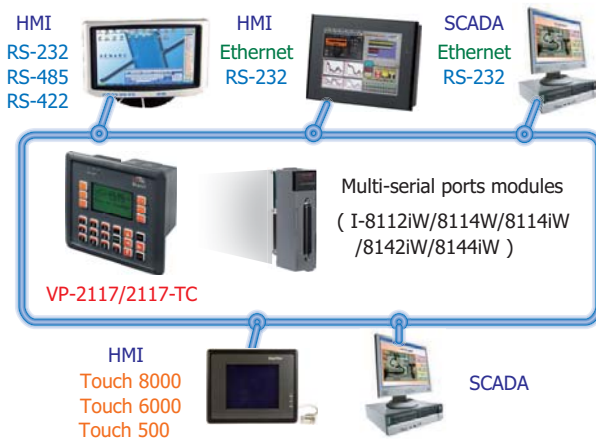 HMI
RS-232
RS-485
RS-422
HMI
Ethernet
RS-232
SCADA
Ethernet
RS-232
Multi-serial ports modules
( I-8112iW/8114W/8114iW
/8142iW/8144iW )
VP-2117/2117-TC
HMI
Touch 8000
Touch 6000
Touch 500
SCADA